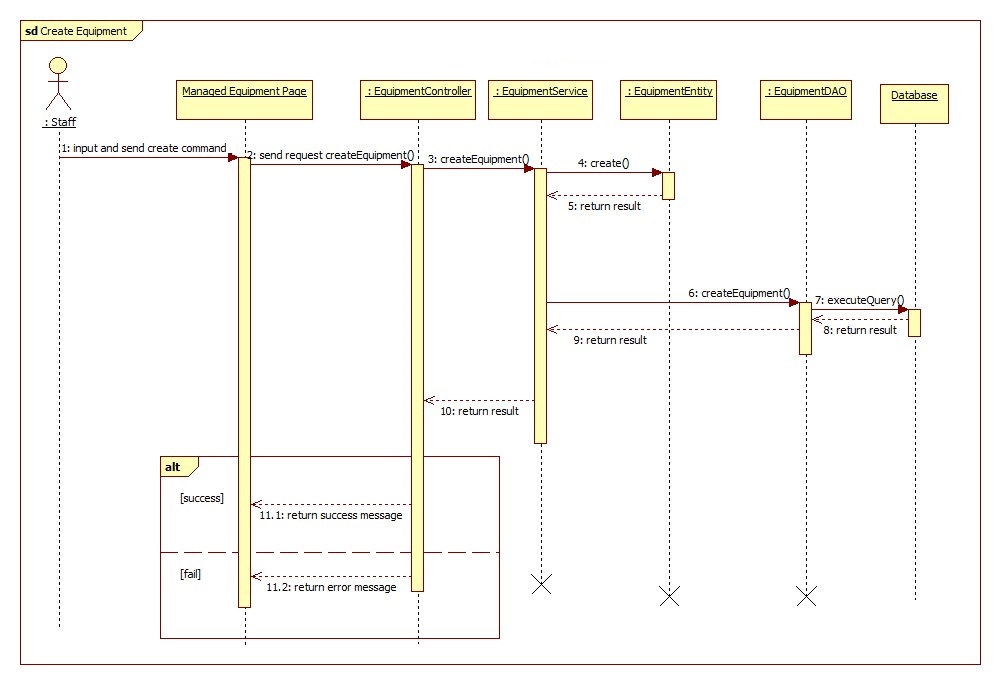 sd Create Equipment
: Staff
Managed Equipment Page
: EquipmentController
: EquipmentService
: EquipmentEntity
: EquipmentDAO
Database
1: input and send create command
2: send request createEquipment()
3: createEquipment()
4: create()
5: return result
6: createEquipment()
7: executeQuery()
8: return result
9: return result
10: return result
alt
[success]
11.1: return success message
[fail]
11.2: return error message